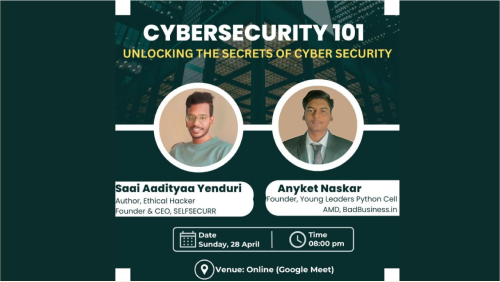 CYBERSECURITY 101
UNLOCKING THE SECRETS OF CYBER SECURITY
Saai Aadityaa Yenduri
Author, Ethical Hacker
Founder & CEO, SELFSECURR
Anyket Naskar
Founder, Young Leaders Python Cell
AMD, BadBusiness.in
Date
Sunday, 28 April
Time
08:00 pm
Venue: Online (Google Meet)